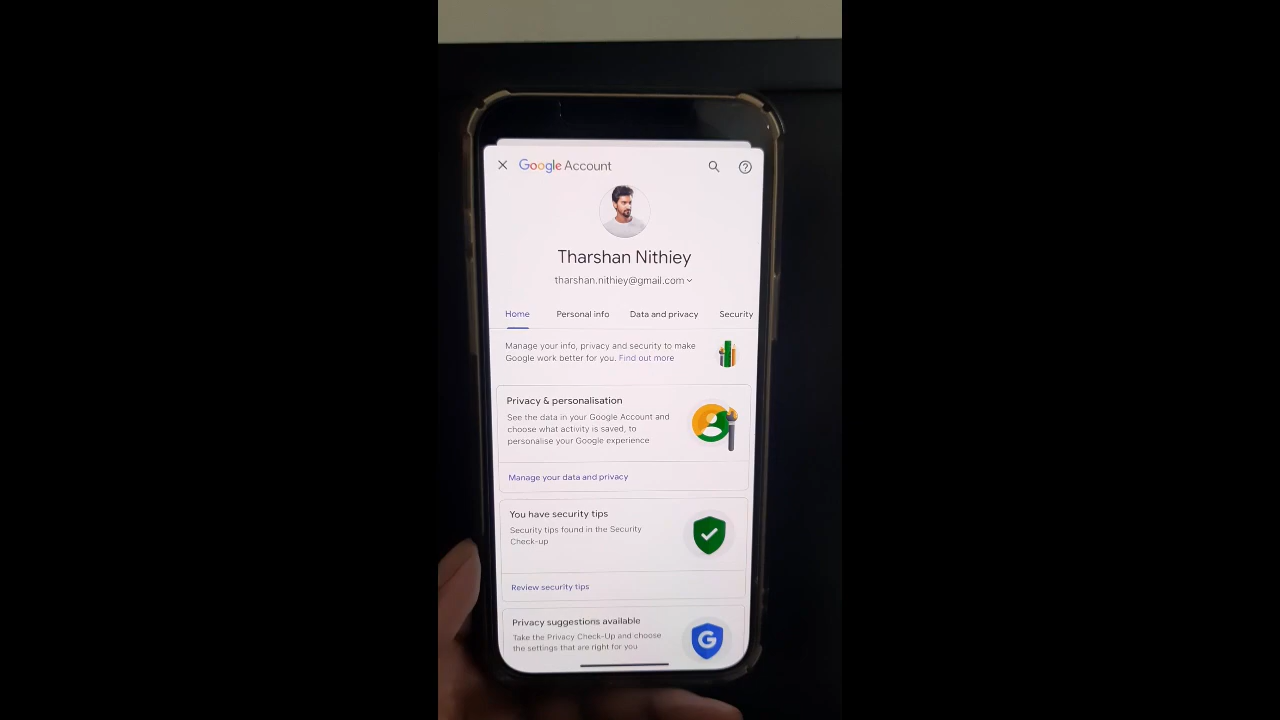 Google Account
Tharshan Nithiey
tharshan.nithiey@gmail.com
Home Personal info Data and privacy Security
Manage your info, privacy and security to make
Google work better for you. Find out more
Privacy & personalisation
See the data in your Google Account and
choose what activity is saved, to
personalise your Google experience
Manage your data and privacy
You have security tips
Security tips found in the Security
Check-up
Review security tips
Privacy suggestions available
Take the Privacy Check-Up and choose
the settings that are right for you
G